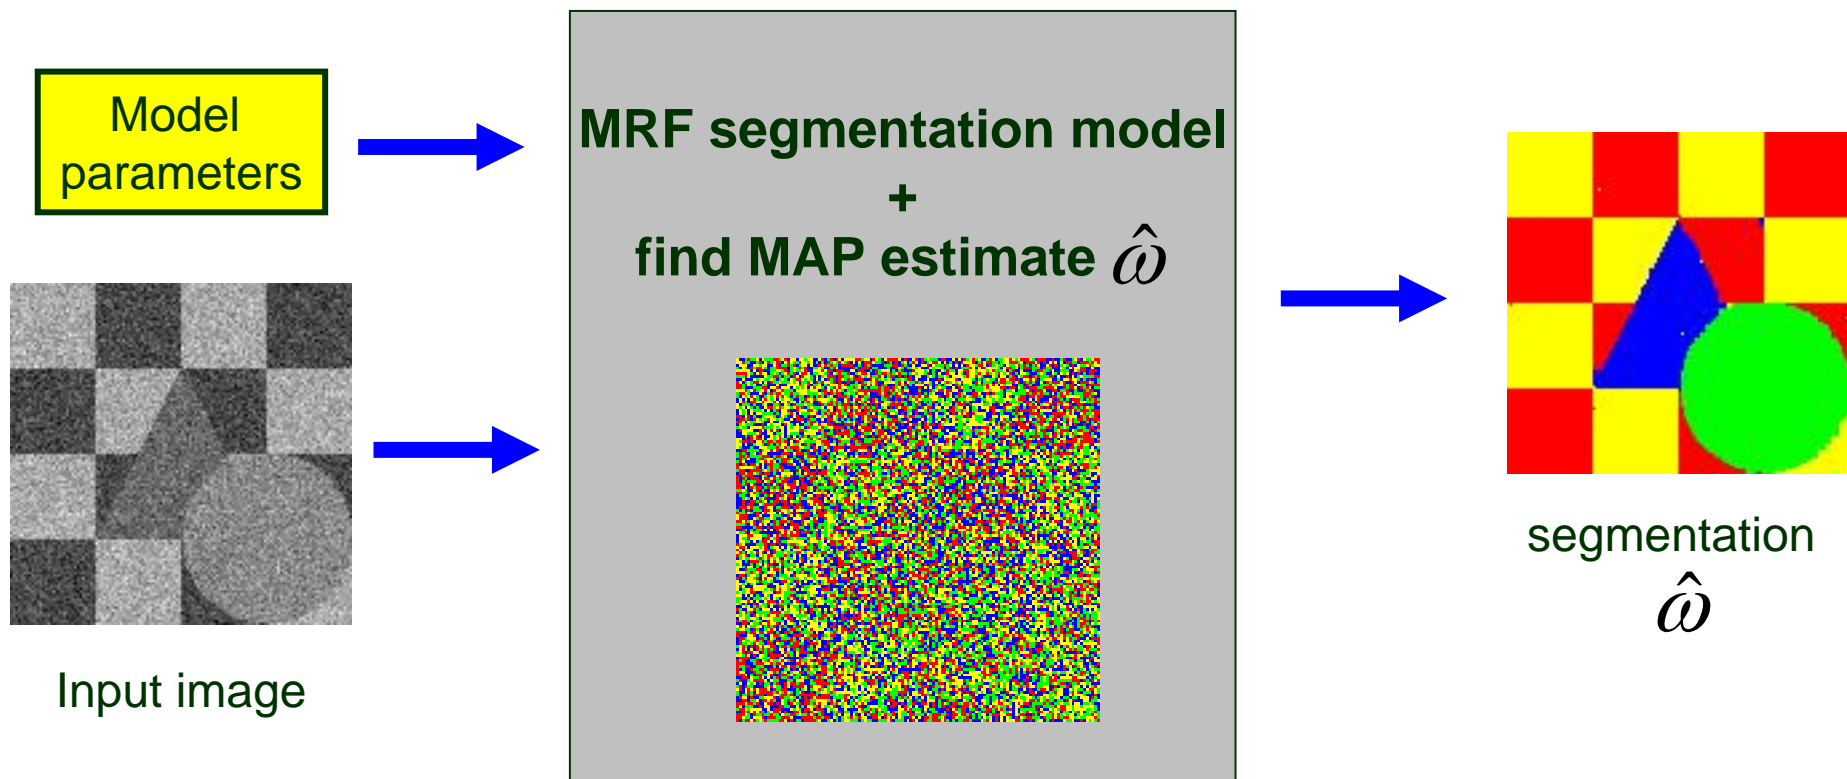 Model
parameters
MRF segmentation model
+
find MAP estimate ω̂
Input image
segmentation
ω̂